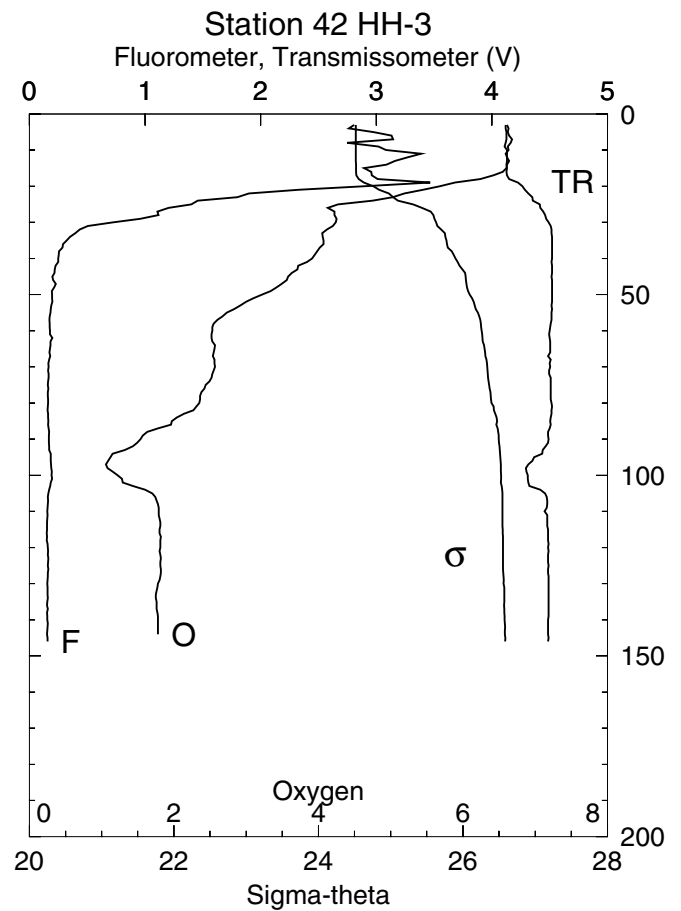 Station 42 HH-3
Fluorometer, Transmissometer (V)
0 1 2 3 4 5
0
TR
50
100
σ
F O
150
Oxygen
0 2 4 6 8
200
20 22 24 26 28
Sigma-theta